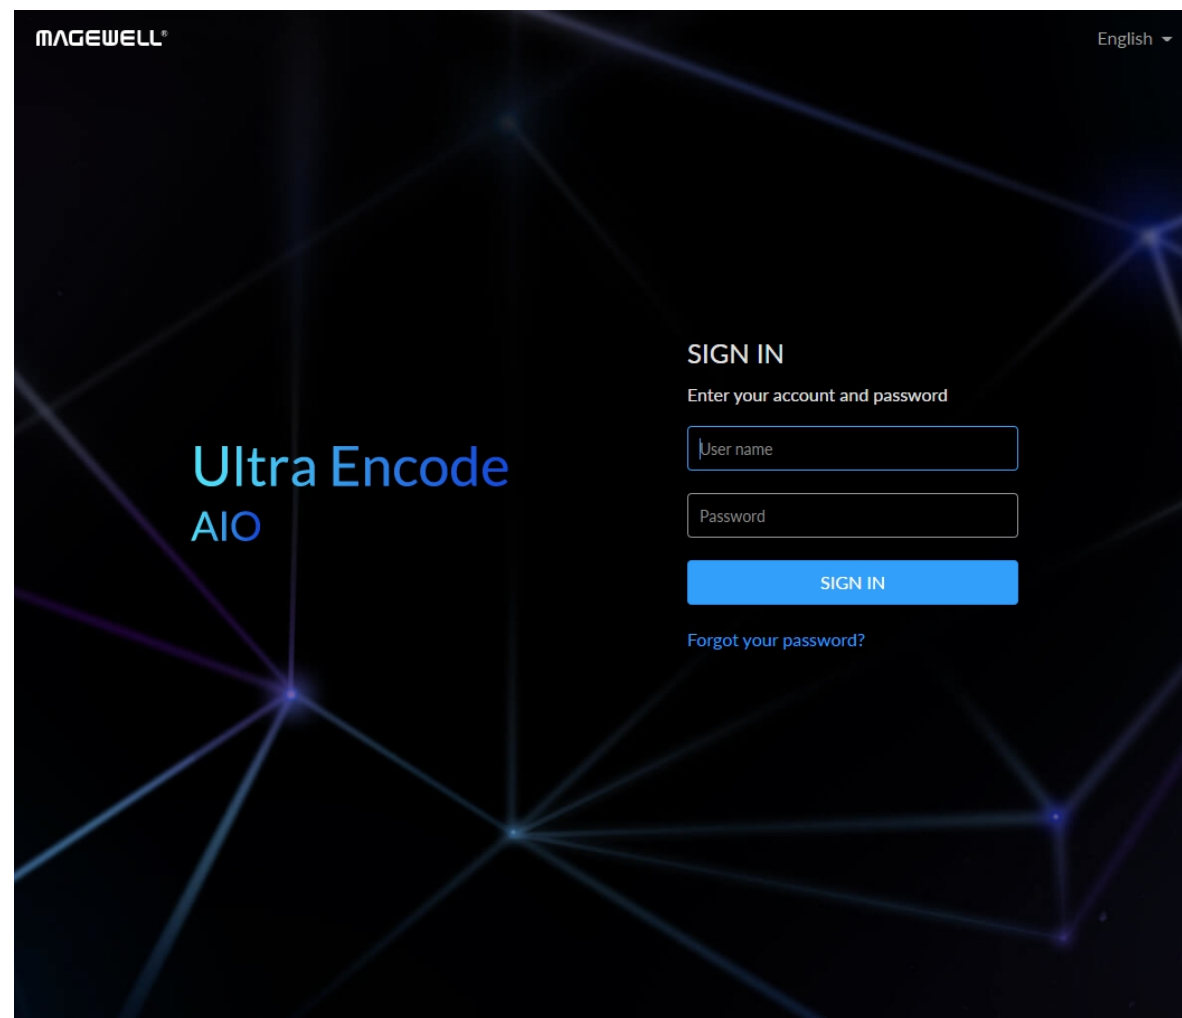 MAGEWELL®
English
Ultra Encode
AIO
SIGN IN
Enter your account and password
User name
Password
SIGN IN
Forgot your password?